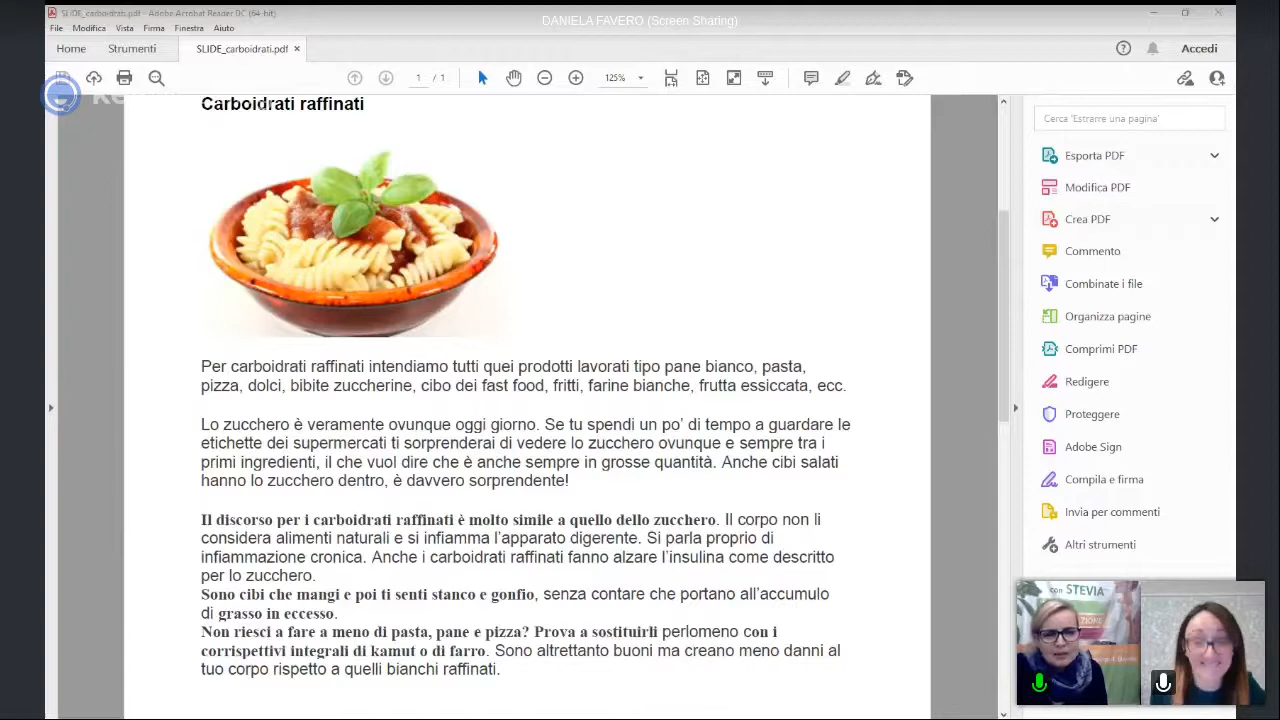 SLIDE_carboidrati.pdf - Adobe Acrobat Reader DC (64-bit)
DANIELA FAVERO (Screen Sharing)
File Modifica Vista Firma Finestra Aiuto
Home Strumenti SLIDE_carboidrati.pdf × Accedi
1 / 1 125%
Carboidrati raffinati
Cerca 'Estrarre una pagina'
Esporta PDF
Modifica PDF
Crea PDF
Commento
Combinate i file
Organizza pagine
Comprimi PDF
Redigere
Proteggere
Adobe Sign
Compila e firma
Invia per commenti
Altri strumenti
Per carboidrati raffinati intendiamo tutti quei prodotti lavorati tipo pane bianco, pasta,
pizza, dolci, bibite zuccherine, cibo dei fast food, fritti, farine bianche, frutta essiccata, ecc.
Lo zucchero è veramente ovunque oggi giorno. Se tu spendi un po’ di tempo a guardare le
etichette dei supermercati ti sorprenderai di vedere lo zucchero ovunque e sempre tra i
primi ingredienti, il che vuol dire che è anche sempre in grosse quantità. Anche cibi salati
hanno lo zucchero dentro, è davvero sorprendente!
Il discorso per i carboidrati raffinati è molto simile a quello dello zucchero. Il corpo non li
considera alimenti naturali e si infiamma l’apparato digerente. Si parla proprio di
infiammazione cronica. Anche i carboidrati raffinati fanno alzare l’insulina come descritto
per lo zucchero.
Sono cibi che mangi e poi ti senti stanco e gonfio, senza contare che portano all’accumulo
di grasso in eccesso.
Non riesci a fare a meno di pasta, pane e pizza? Prova a sostituirli perlomeno con i
corrispettivi integrali di kamut o di farro. Sono altrettanto buoni ma creano meno danni al
tuo corpo rispetto a quelli bianchi raffinati.
con STEVIA